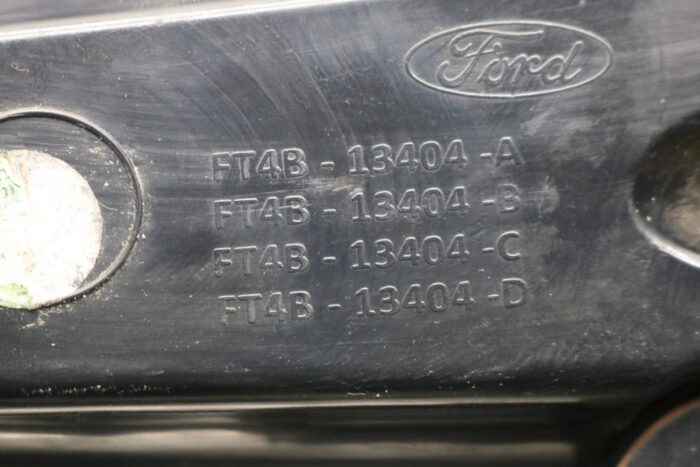 Ford
FT4B - 13404 -A
FT4B - 13404 -B
FT4B - 13404 -C
FT4B - 13404 -D